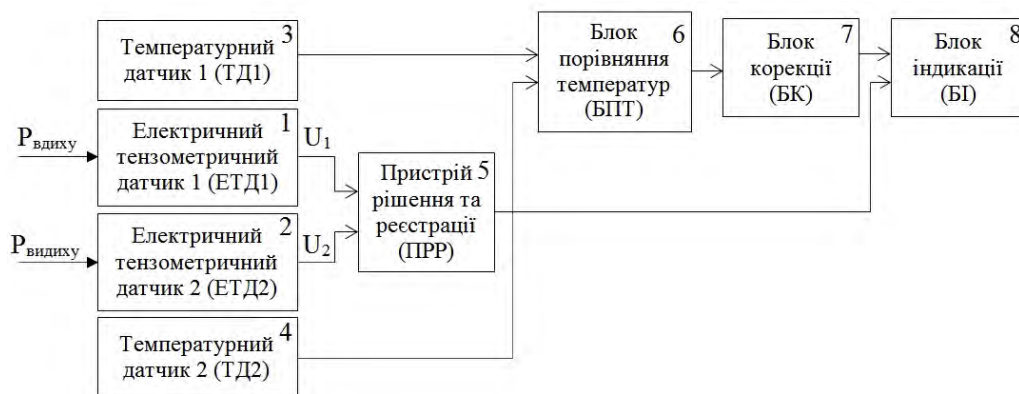 3
Температурний
датчик 1 (ТД1)
Pвдиху
1
Електричний
тензометричний
датчик 1 (ЕТД1)
U1
Pвидиху
2
Електричний
тензометричний
датчик 2 (ЕТД2)
U2
4
Температурний
датчик 2 (ТД2)
Пристрій 5
рішення та
реєстрації
(ПРР)
6
Блок
порівняння
температур
(БПТ)
7
Блок
корекції
(БК)
8
Блок
індикації
(БІ)